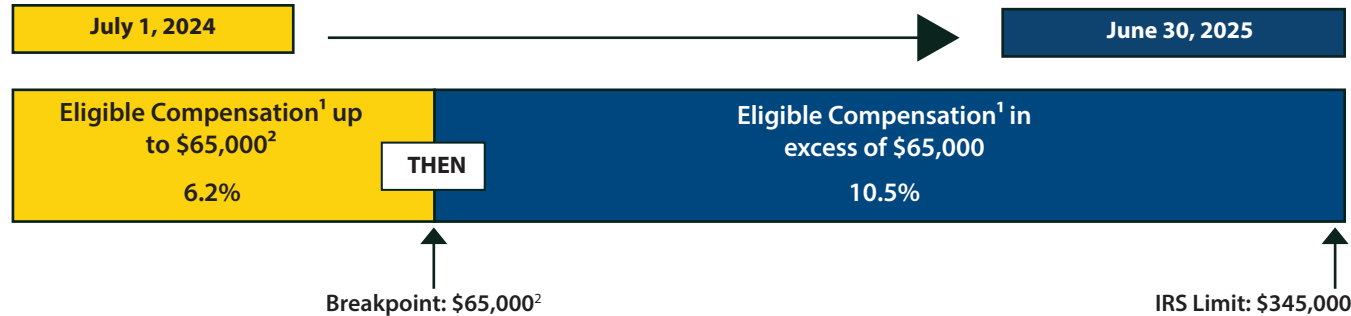 July 1, 2024
June 30, 2025
Eligible Compensation¹ up
to $65,000²
6.2%
THEN
Eligible Compensation¹ in
excess of $65,000
10.5%
Breakpoint: $65,000²
IRS Limit: $345,000